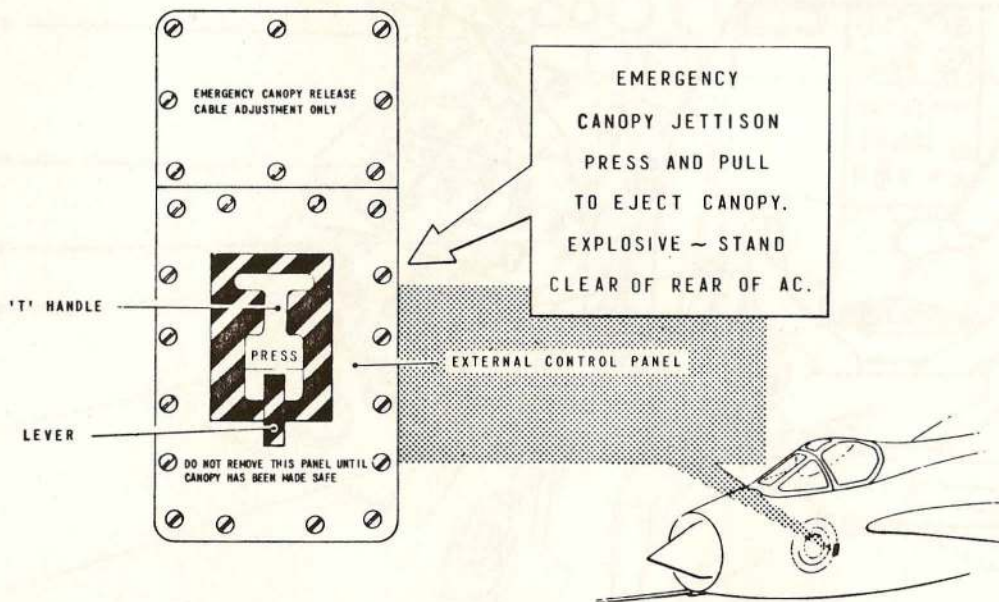 EMERGENCY CANOPY RELEASE
CABLE ADJUSTMENT ONLY
EMERGENCY
CANOPY JETTISON
PRESS AND PULL
TO EJECT CANOPY.
EXPLOSIVE ~ STAND
CLEAR OF REAR OF AC.
'T' HANDLE
PRESS
EXTERNAL CONTROL PANEL
LEVER
DO NOT REMOVE THIS PANEL UNTIL
CANOPY HAS BEEN MADE SAFE